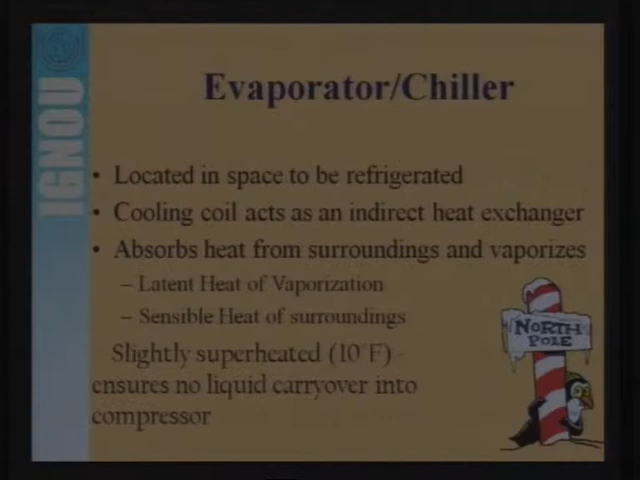 IGNOU
Evaporator/Chiller
• Located in space to be refrigerated
• Cooling coil acts as an indirect heat exchanger
• Absorbs heat from surroundings and vaporizes
– Latent Heat of Vaporization
– Sensible Heat of surroundings
Slightly superheated (10°F) -
ensures no liquid carryover into
compressor
NORTH
POLE